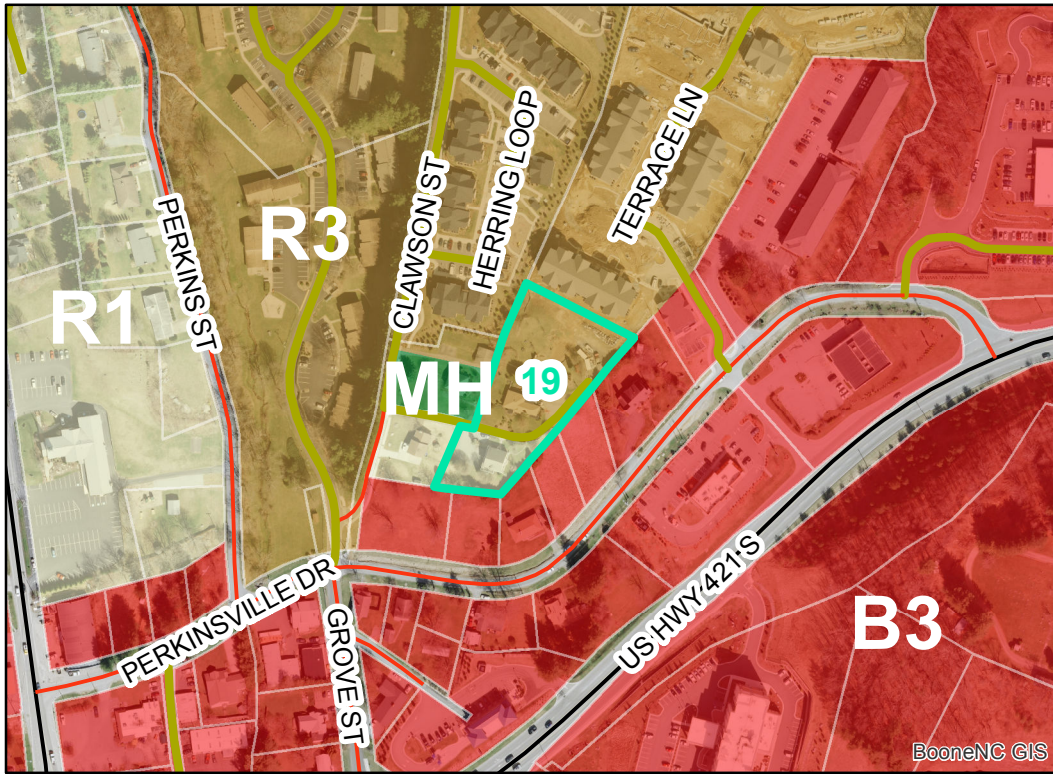 PERKINS ST
R3
R1
CLAWSON ST
HERRING LOOP
TERRACE LN
MH
19
PERKINSVILLE DR
GROVE ST
US HWY 421 S
B3
BooneNC GIS